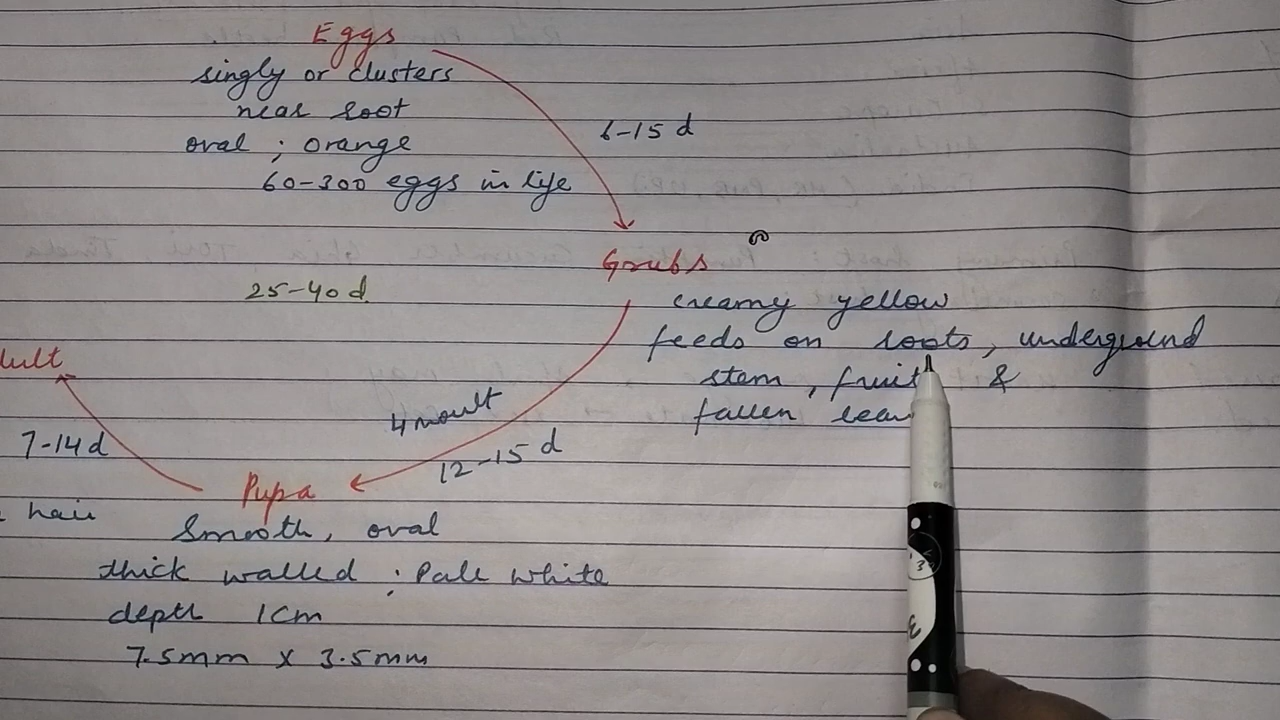 Eggs
singly or clusters
near root
oval ; orange
60-300 eggs in life
6-15 d
Grubs
creamy yellow
feeds on roots, underground
stem, fruit &
fallen
25-40 d
4 moult
12-15 d
7-14 d
Pupa
hair
Smooth, oval
thick walled ; Pale white
depth 1cm
7.5mm x 3.5mm